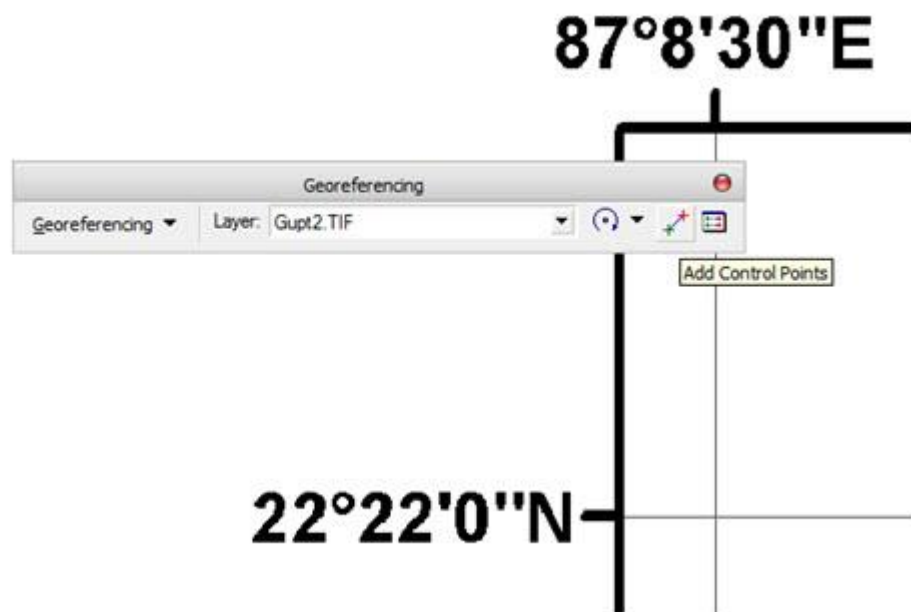 87°8'30"E
Georeferencing
Georeferencing Layer: Gupt2.TIF
Add Control Points
22°22'0"N